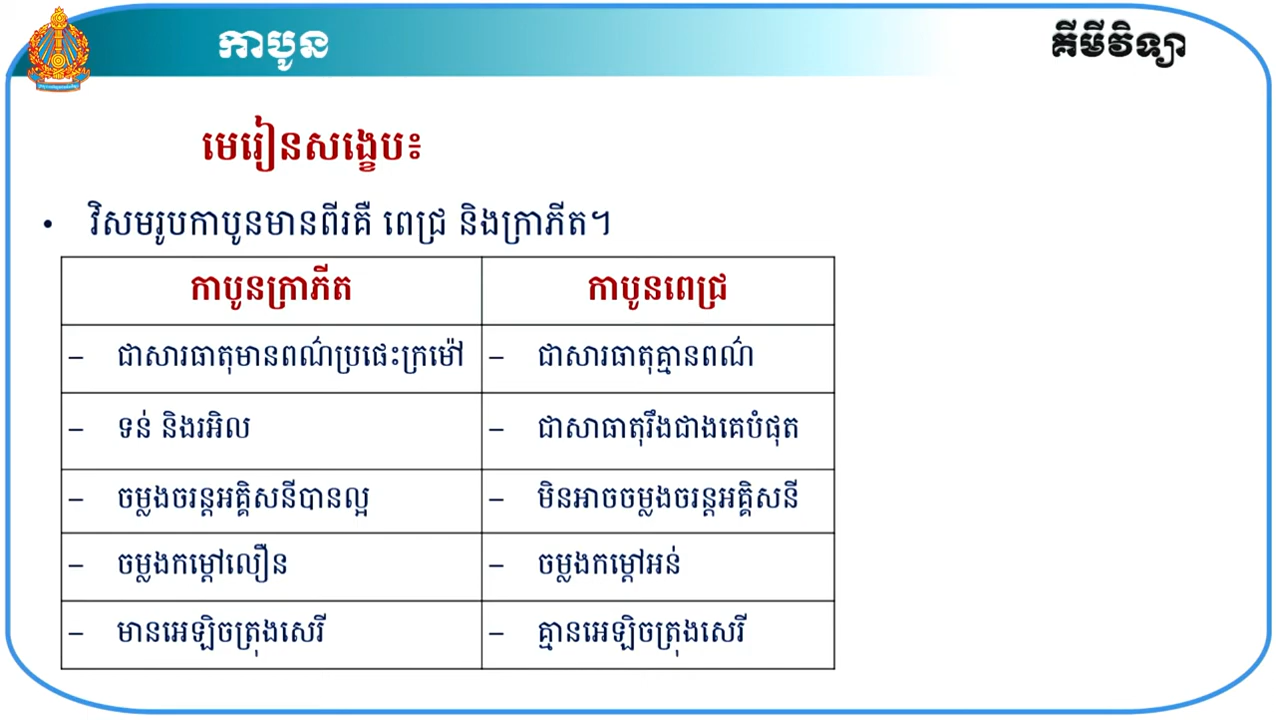 កាបូន
គីមីវិទ្យា
មេរៀនសង្ខេប៖
• វិសមរូបកាបូនមានពីរគឺ ពេជ្រ និងក្រាភីត។
កាបូនក្រាភីត
កាបូនពេជ្រ
– ជាសារធាតុមានពណ៌ប្រផេះក្រម៉ៅ
– ជាសារធាតុគ្មានពណ៌
– ទន់ និងរអិល
– ជាសាធាតុរឹងជាងគេបំផុត
– ចម្លងចរន្តអគ្គិសនីបានល្អ
– មិនអាចចម្លងចរន្តអគ្គិសនី
– ចម្លងកម្តៅលឿន
– ចម្លងកម្តៅអន់
– មានអេឡិចត្រុងសេរី
– គ្មានអេឡិចត្រុងសេរី